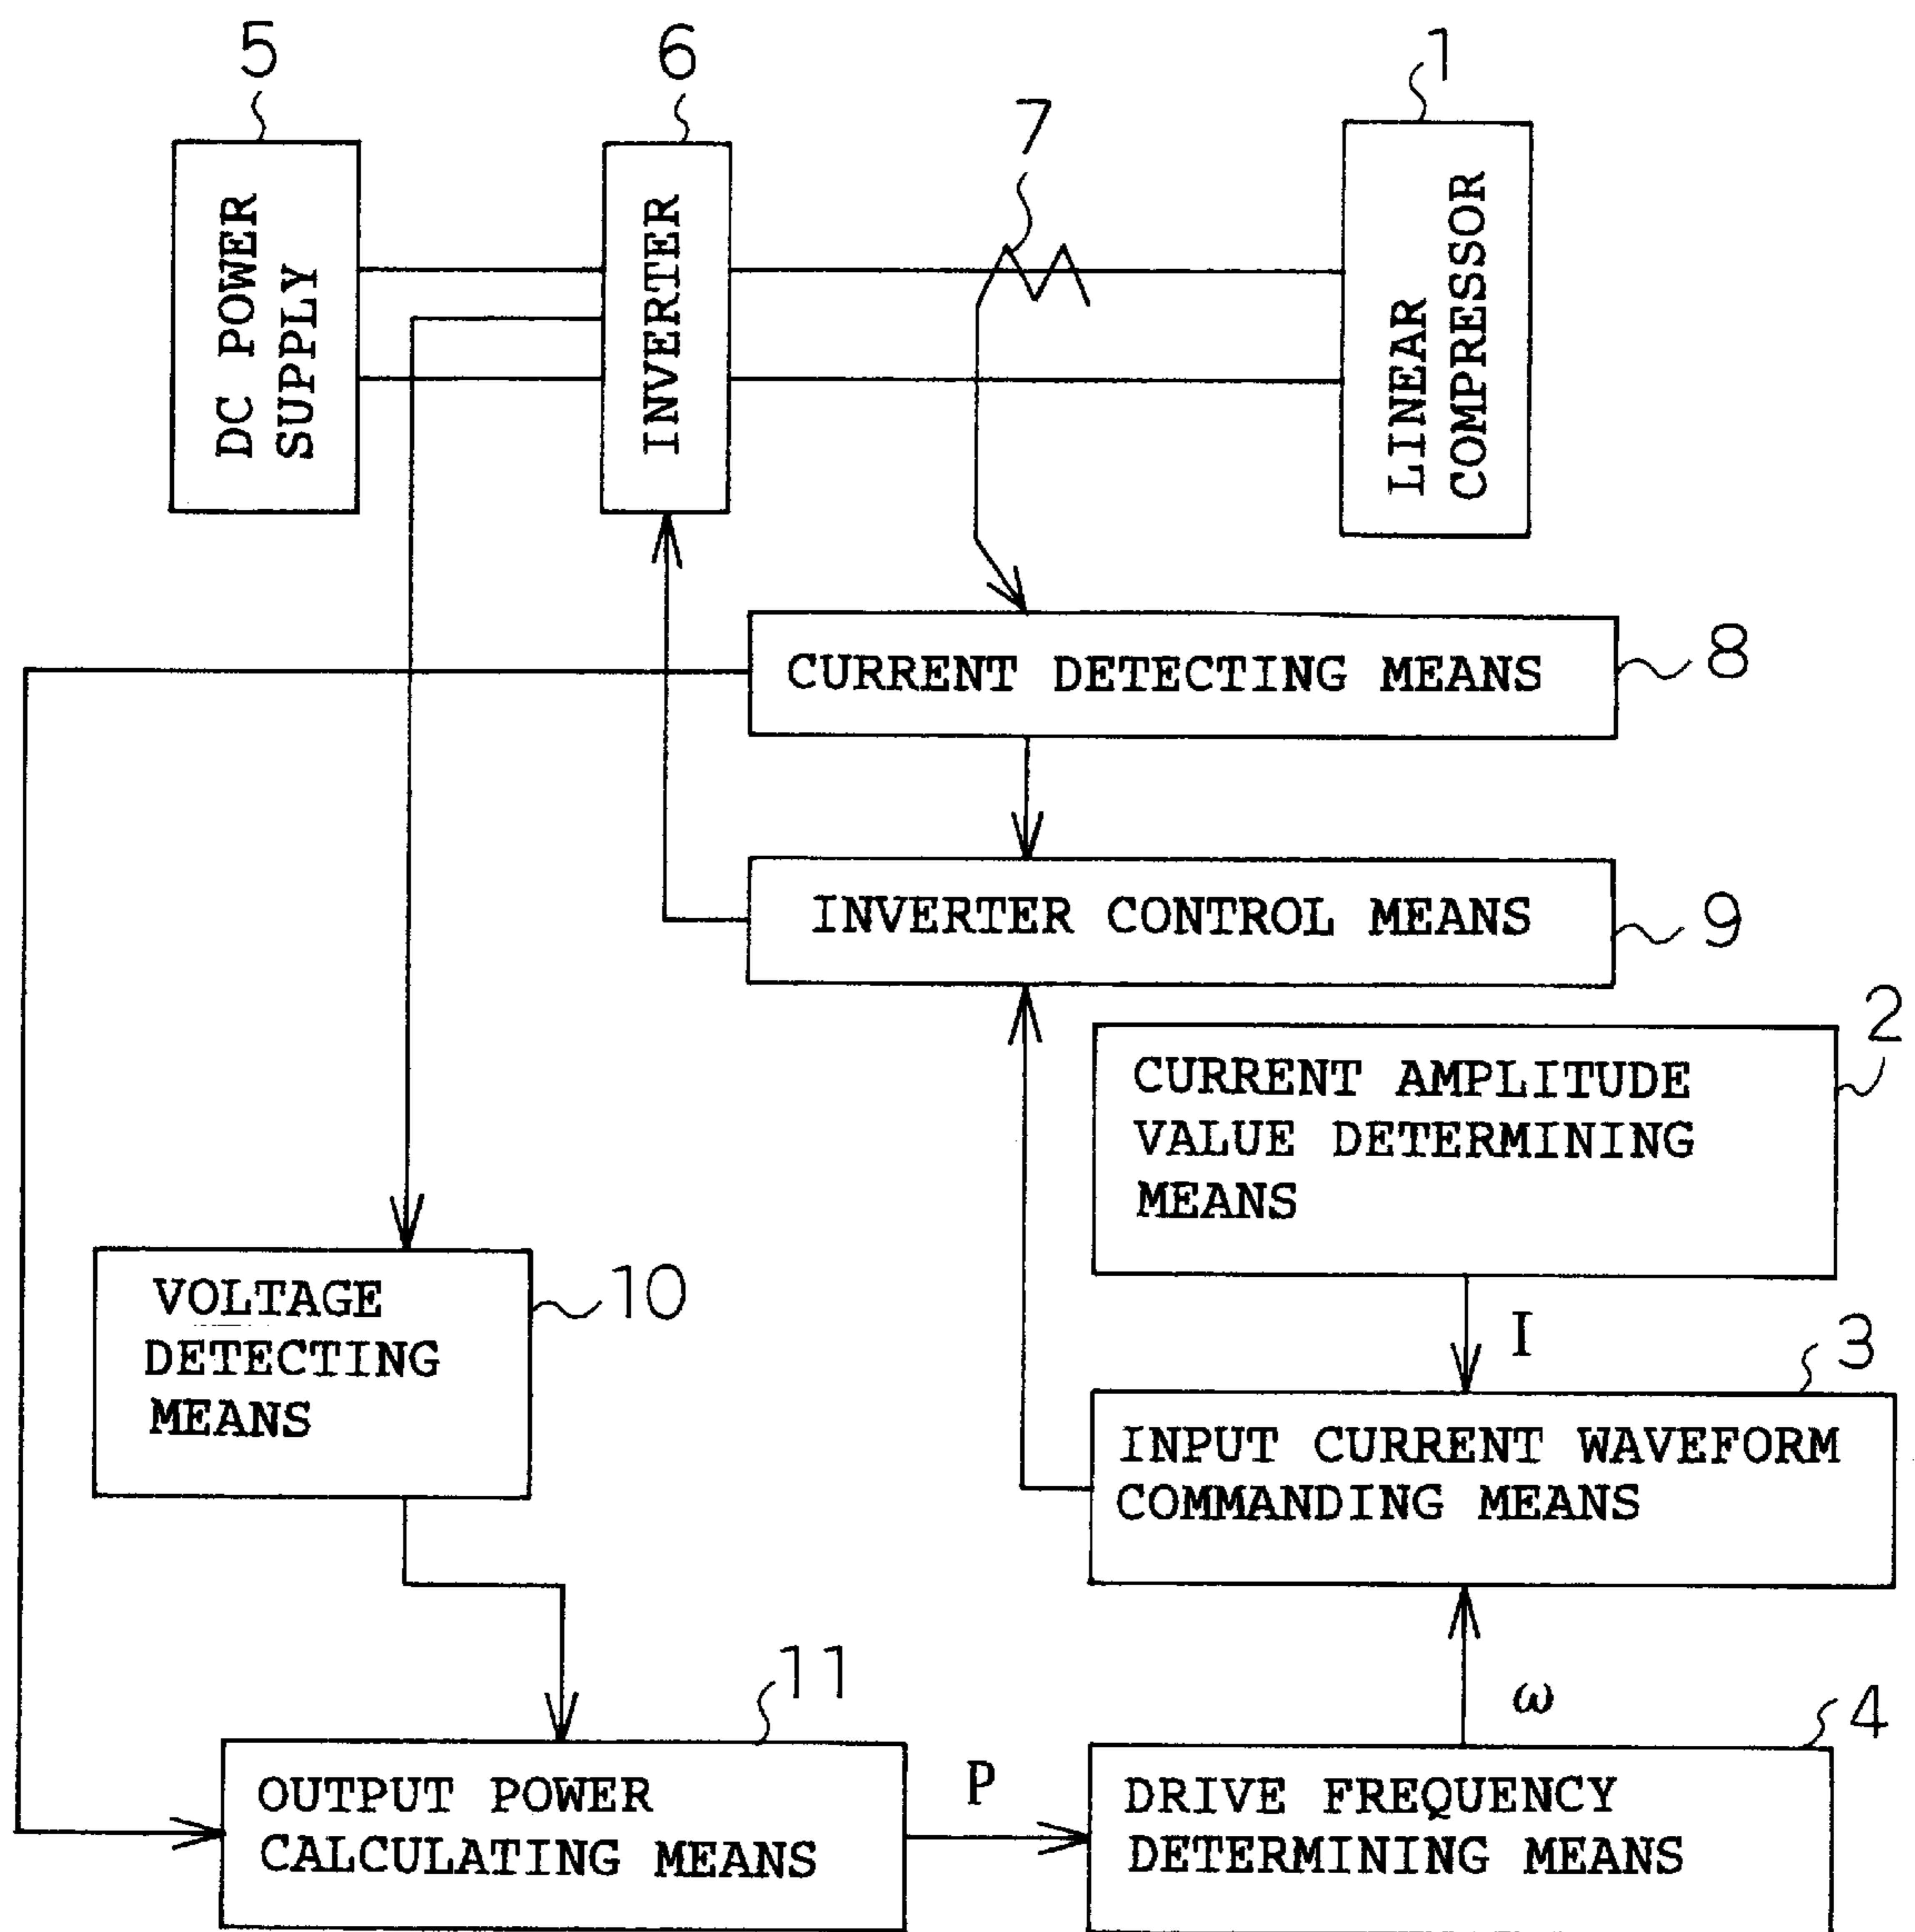 5
6
7
1
DC POWER
SUPPLY
INVERTER
LINEAR
COMPRESSOR
CURRENT DETECTING MEANS
8
INVERTER CONTROL MEANS
9
2
CURRENT AMPLITUDE
VALUE DETERMINING
MEANS
VOLTAGE
DETECTING
MEANS
10
I
3
INPUT CURRENT WAVEFORM
COMMANDING MEANS
11
ω
4
OUTPUT POWER
CALCULATING MEANS
P
DRIVE FREQUENCY
DETERMINING MEANS